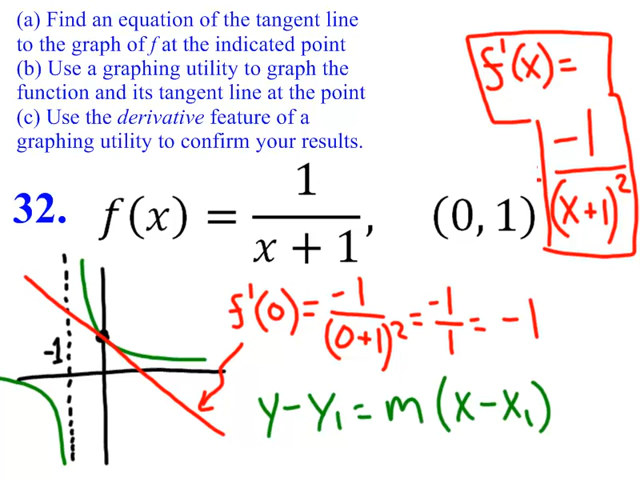 (a) Find an equation of the tangent line
to the graph of f at the indicated point
(b) Use a graphing utility to graph the
function and its tangent line at the point
(c) Use the derivative feature of a
graphing utility to confirm your results.
f'(x) =
-1/(x+1)²
32. f(x) = 1/(x + 1), (0, 1)
f'(0) = -1/(0+1)² = -1/1 = -1
-1
y - y₁ = m(x - x₁)